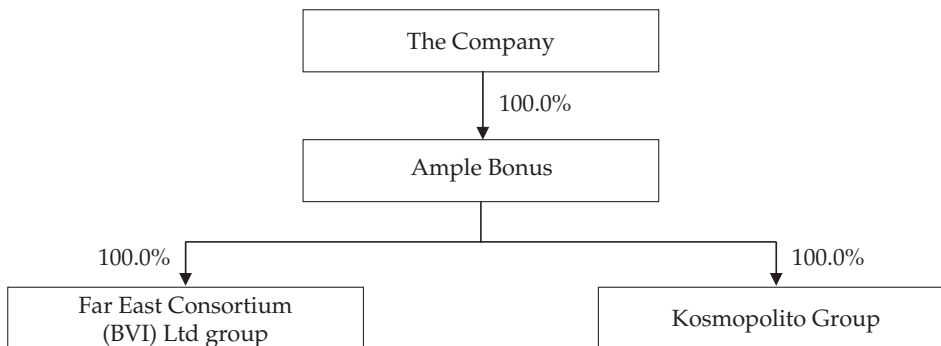 The Company
100.0%
Ample Bonus
100.0%
100.0%
Far East Consortium
(BVI) Ltd group
Kosmopolito Group